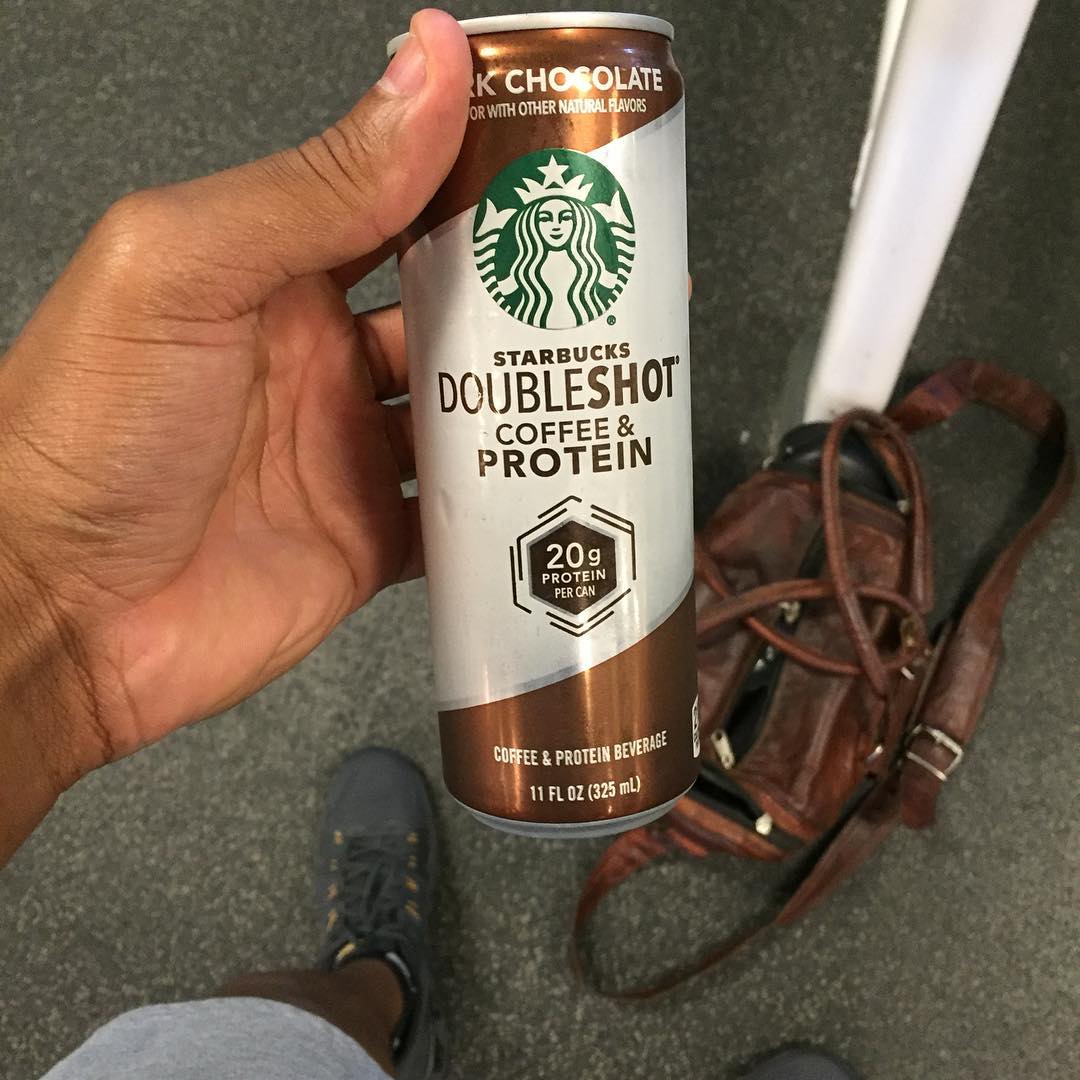 RK CHOCOLATE
OR WITH OTHER NATURAL FLAVORS
®
STARBUCKS
DOUBLESHOT®
COFFEE &
PROTEIN
20g
PROTEIN
PER CAN
COFFEE & PROTEIN BEVERAGE
11 FL OZ (325 mL)